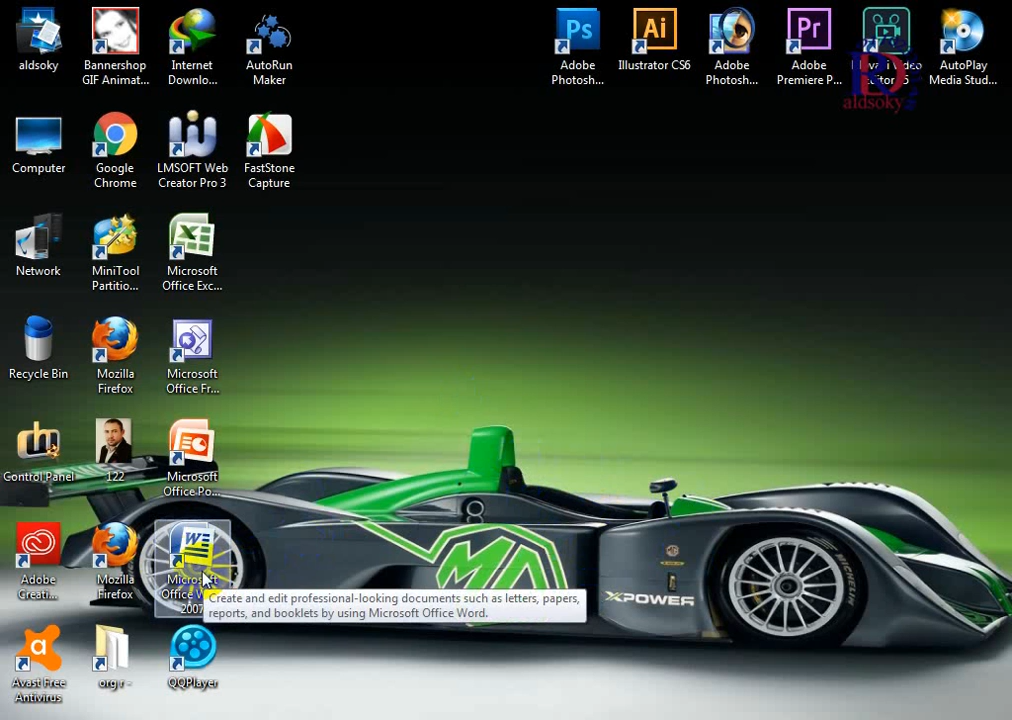 aldsoky
Bannershop
GIF Animat...
Internet
Downlo...
AutoRun
Maker
Adobe
Photosh...
Illustrator CS6
Adobe
Photosh...
Adobe
Premiere P...
AutoPlay
Media Stud...
Ps
Ai
Pr
RD
aldsoky
Computer
Google
Chrome
LMSOFT Web
Creator Pro 3
FastStone
Capture
Network
MiniTool
Partitio...
Microsoft
Office Exc...
Recycle Bin
Mozilla
Firefox
Microsoft
Office Fr...
Control Panel
122
Microsoft
Office Po...
Adobe
Creati...
Mozilla
Firefox
Microsoft
Office W
2007
Create and edit professional-looking documents such as letters, papers,
reports, and booklets by using Microsoft Office Word.
MG
XPOWER
MICHELIN
Avast Free
Antivirus
org r -
QQPlayer